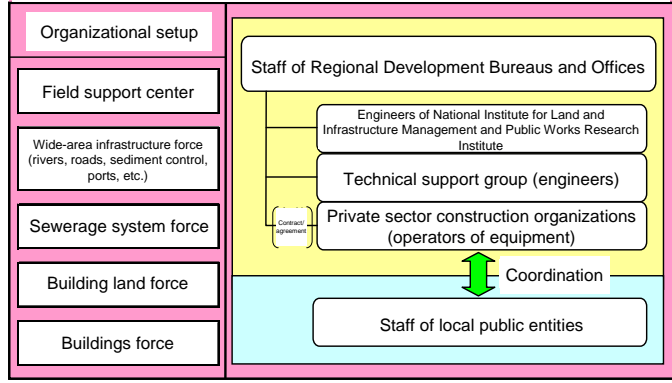 Organizational setup
Field support center
Wide-area infrastructure force
(rivers, roads, sediment control,
ports, etc.)
Sewerage system force
Building land force
Buildings force
Staff of Regional Development Bureaus and Offices
Engineers of National Institute for Land and
Infrastructure Management and Public Works Research
Institute
Technical support group (engineers)
Contract/
agreement
Private sector construction organizations
(operators of equipment)
Coordination
Staff of local public entities